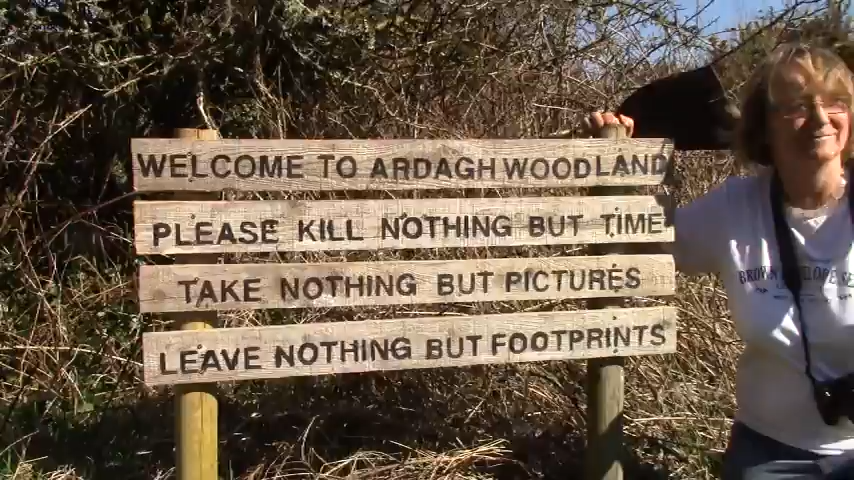 WELCOME TO ARDAGH WOODLAND
PLEASE KILL NOTHING BUT TIME
TAKE NOTHING BUT PICTURES
LEAVE NOTHING BUT FOOTPRINTS